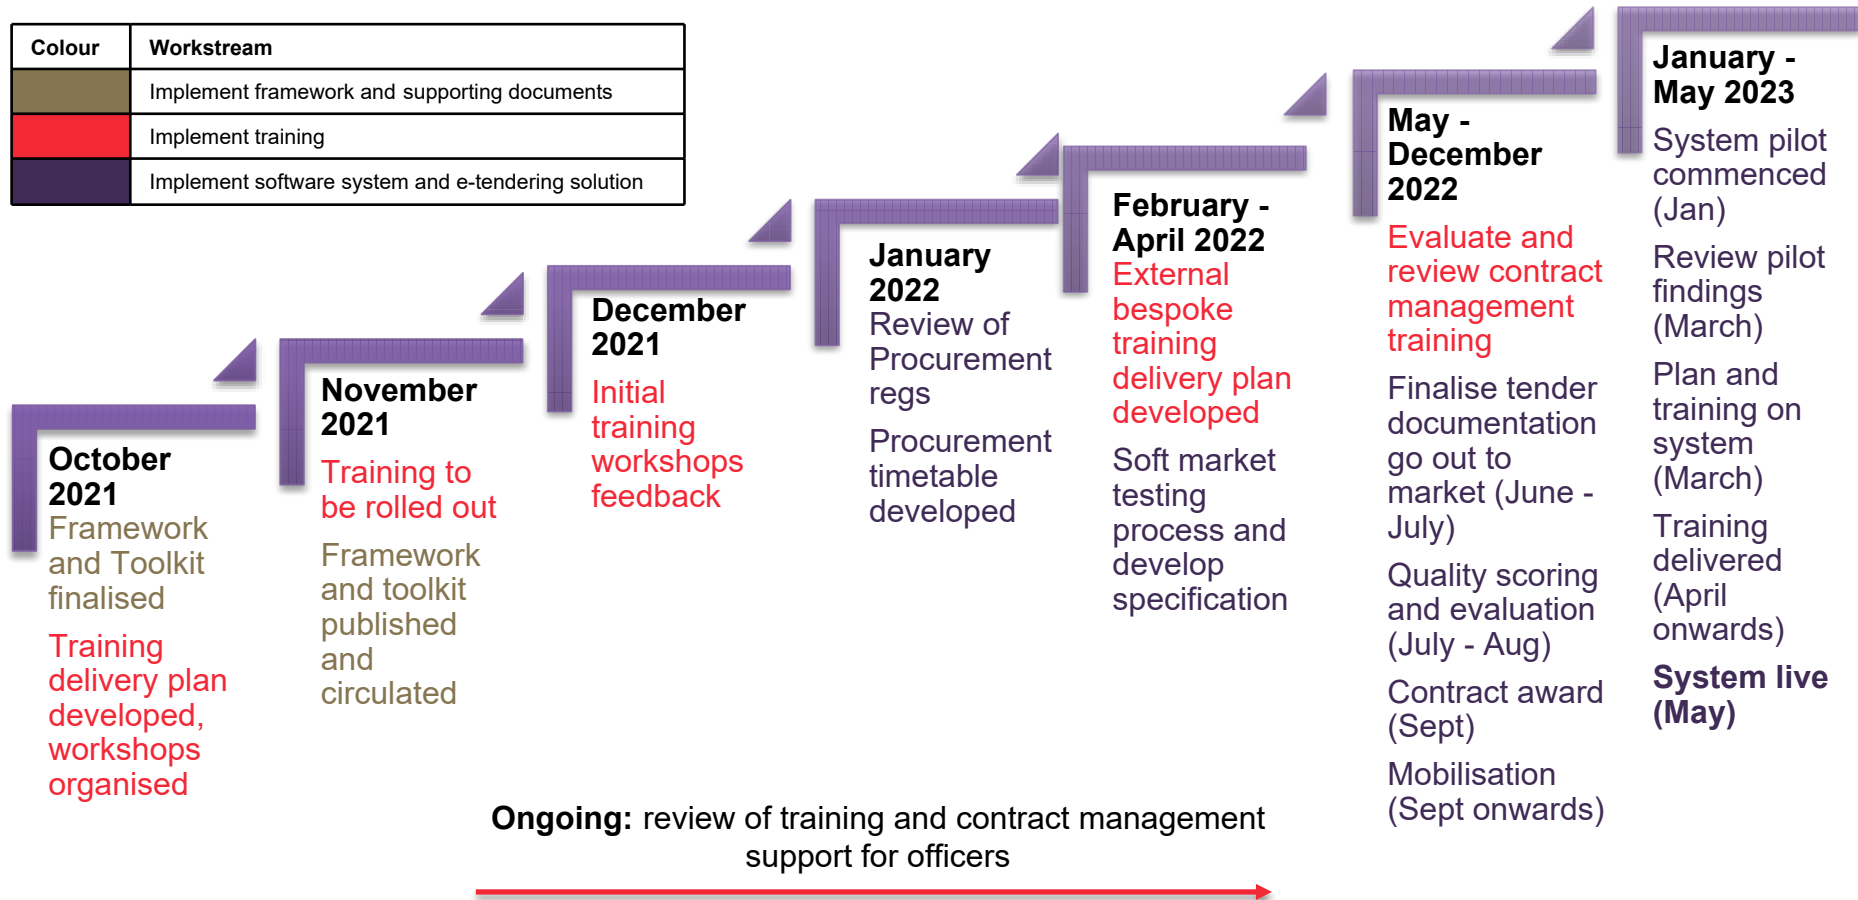 Colour Workstream
Implement framework and supporting documents
Implement training
Implement software system and e-tendering solution
October
2021
Framework
and Toolkit
finalised
Training
delivery plan
developed,
workshops
organised
November
2021
Training to
be rolled out
Framework
and toolkit
published
and
circulated
December
2021
Initial
training
workshops
feedback
January
2022
Review of
Procurement
regs
Procurement
timetable
developed
February -
April 2022
External
bespoke
training
delivery plan
developed
Soft market
testing
process and
develop
specification
May -
December
2022
Evaluate and
review contract
management
training
Finalise tender
documentation
go out to
market (June -
July)
Quality scoring
and evaluation
(July - Aug)
Contract award
(Sept)
Mobilisation
(Sept onwards)
January -
May 2023
System pilot
commenced
(Jan)
Review pilot
findings
(March)
Plan and
training on
system
(March)
Training
delivered
(April
onwards)
System live
(May)
Ongoing: review of training and contract management
support for officers